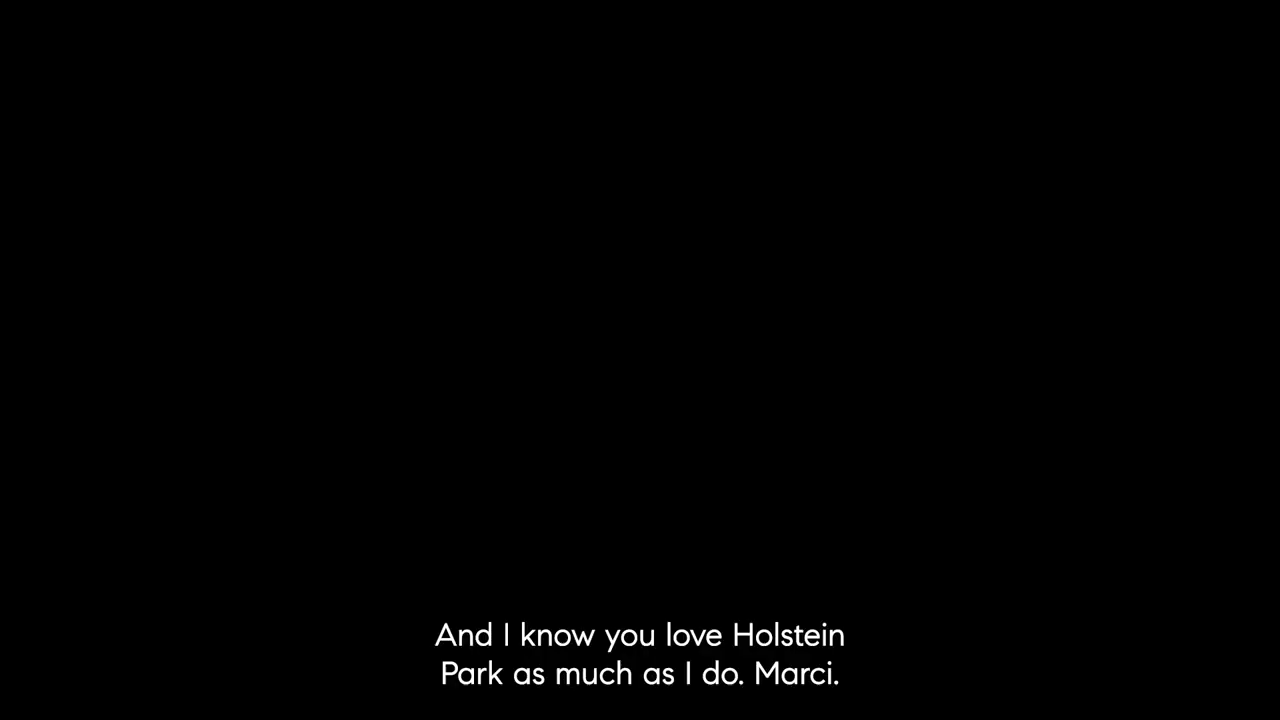 And I know you love Holstein
Park as much as I do. Marci.